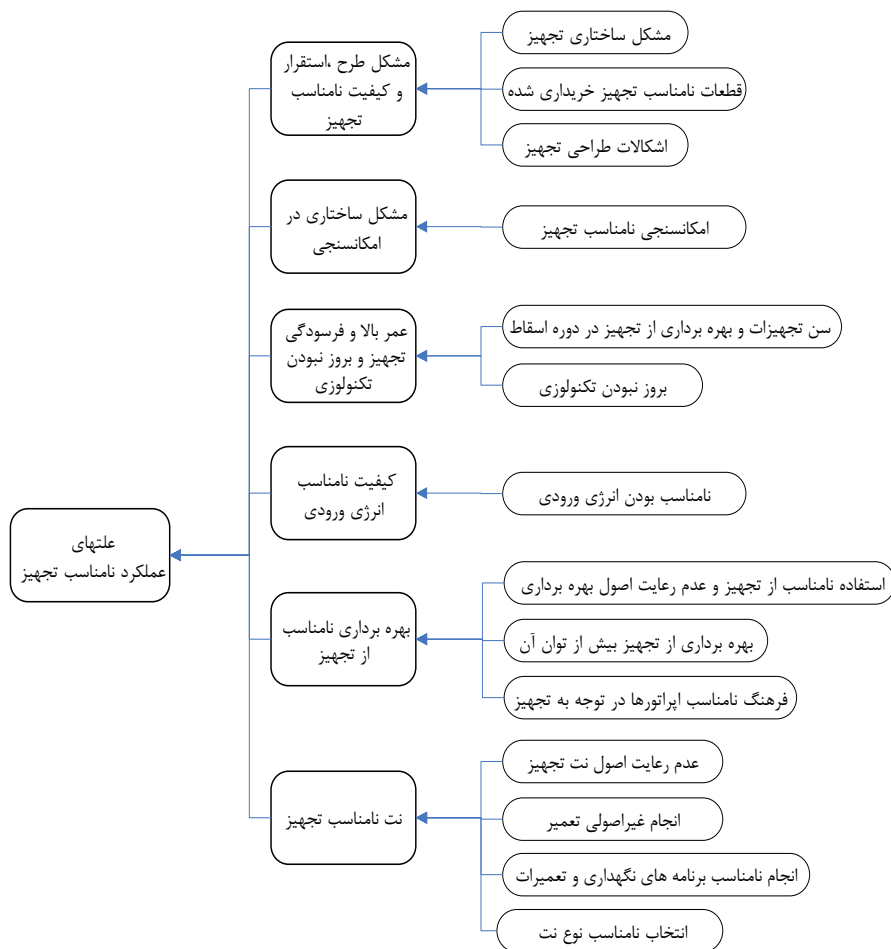 مشکل ساختاری تجهیز
قطعات نامناسب تجهیز خریداری شده
اشکالات طراحی تجهیز
مشکل طرح ،استقرار
و کیفیت نامناسب
تجهیز
امکانسنجی نامناسب تجهیز
مشکل ساختاری در
امکانسنجی
سن تجهیزات و بهره برداری از تجهیز در دوره اسقاط
بروز نبودن تکنولوزی
عمر بالا و فرسودگی
تجهیز و بروز نبودن
تکنولوزی
نامناسب بودن انرژی ورودی
کیفیت نامناسب
انرژی ورودی
علتهای
عملکرد نامناسب تجهیز
استفاده نامناسب از تجهیز و عدم رعایت اصول بهره برداری
بهره برداری از تجهیز بیش از توان آن
فرهنگ نامناسب اپراتورها در توجه به تجهیز
بهره برداری نامناسب
از تجهیز
عدم رعایت اصول نت تجهیز
انجام غیراصولی تعمیر
انجام نامناسب برنامه های نگهداری و تعمیرات
انتخاب نامناسب نوع نت
نت نامناسب تجهیز